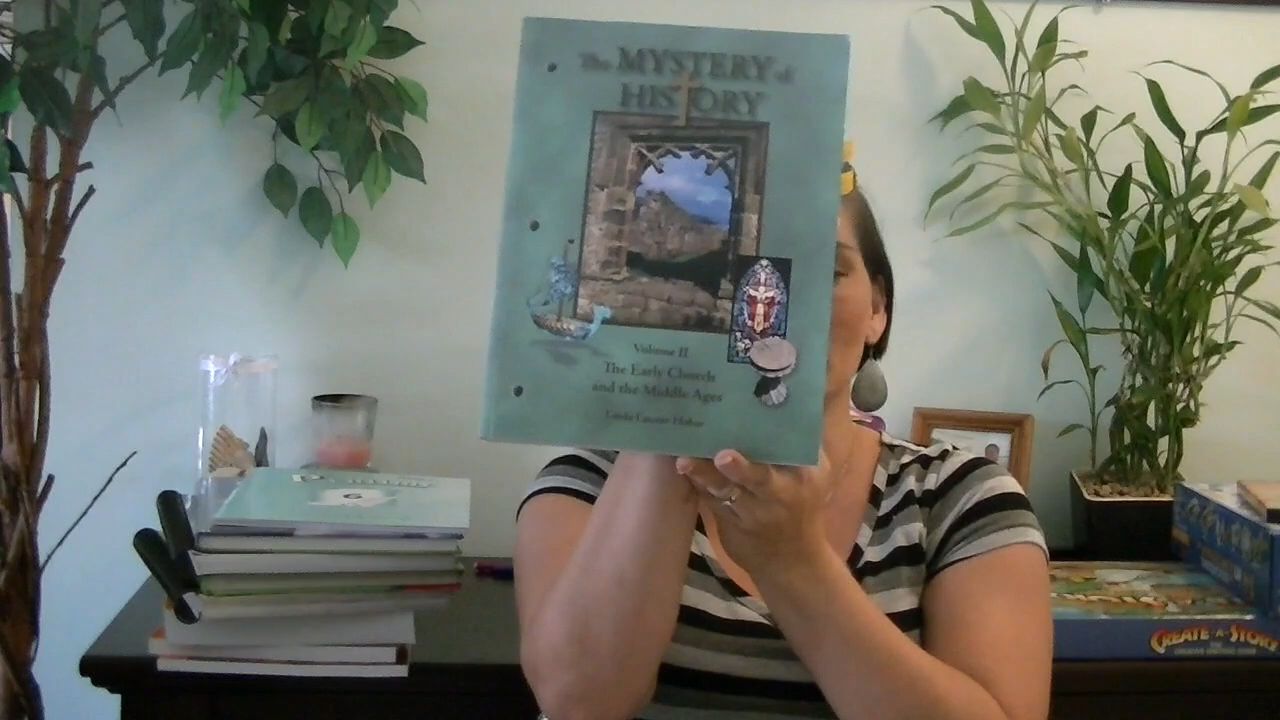 The MYSTERY of
HISTORY
Volume II
The Early Church
and the Middle Ages
Linda Lacour Hobar
CREATE-A-STORY